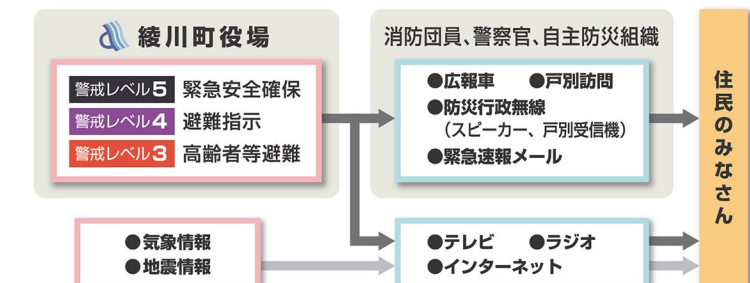 綾川町役場
警戒レベル5 緊急安全確保
警戒レベル4 避難指示
警戒レベル3 高齢者等避難
消防団員、警察官、自主防災組織
●広報車 ●戸別訪問
●防災行政無線
（スピーカー、戸別受信機）
●緊急速報メール
●気象情報
●地震情報
●テレビ ●ラジオ
●インターネット
住民のみなさん